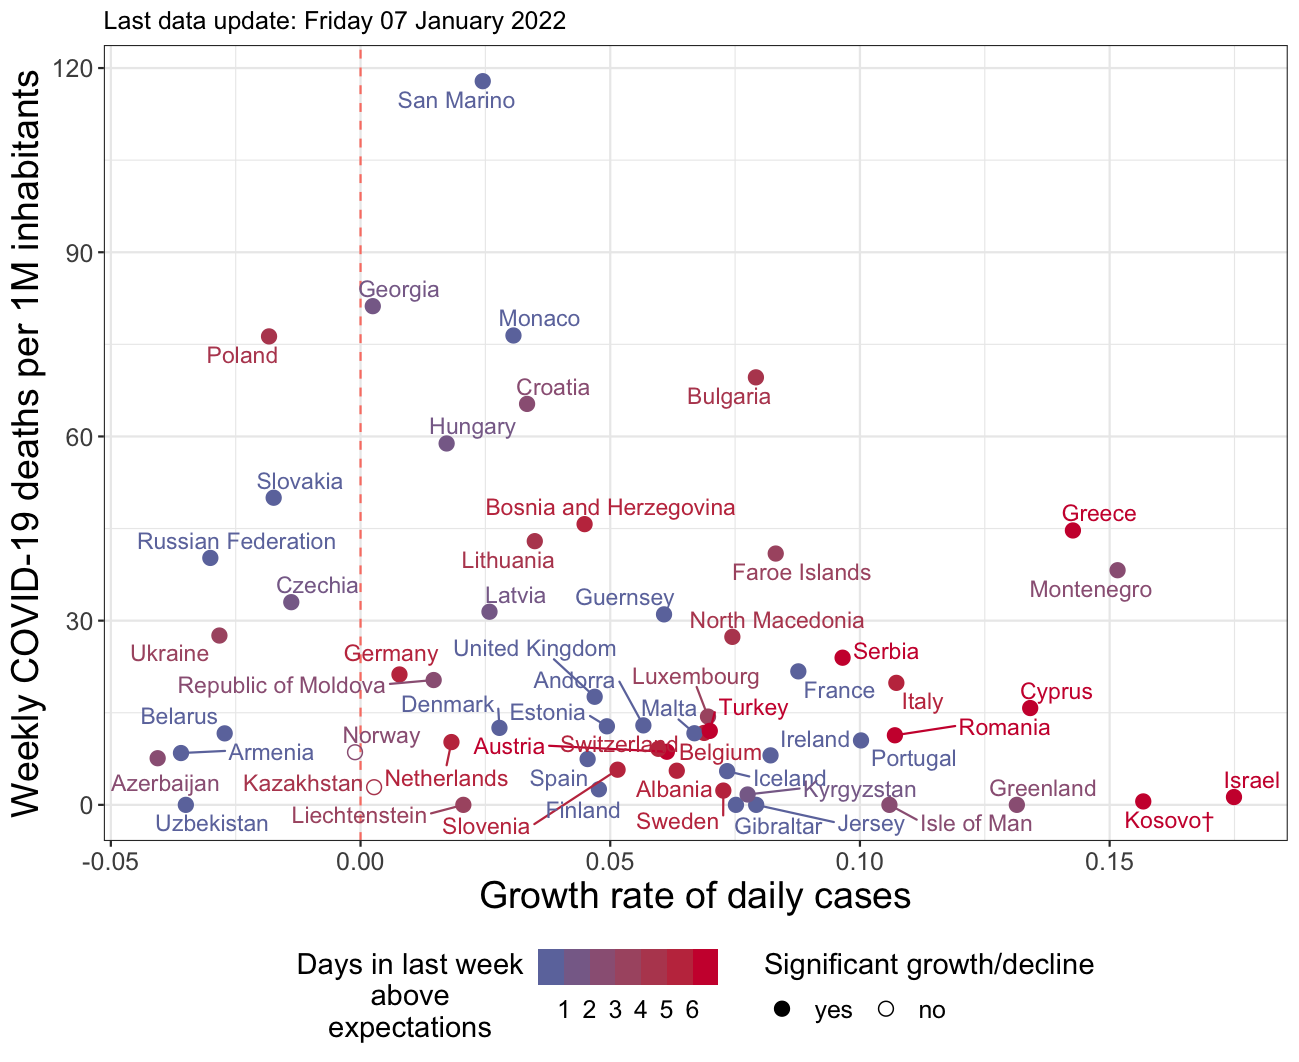 Last data update: Friday 07 January 2022
Weekly COVID-19 deaths per 1M inhabitants
120
90
60
30
0
San Marino
Georgia
Monaco
Poland
Croatia
Bulgaria
Hungary
Slovakia
Bosnia and Herzegovina
Greece
Russian Federation
Lithuania
Faroe Islands
Czechia
Montenegro
Latvia
Guernsey
North Macedonia
Ukraine
Germany
United Kingdom
Serbia
Republic of Moldova
Andorra
Luxembourg
France
Italy
Cyprus
Denmark
Estonia
Malta
Turkey
Belarus
Romania
Norway
Armenia
Austria
Switzerland
Belgium
Ireland
Portugal
Azerbaijan
Kazakhstan
Netherlands
Spain
Albania
Iceland
Kyrgyzstan
Greenland
Israel
Uzbekistan
Liechtenstein
Slovenia
Finland
Sweden
Gibraltar
Jersey
Isle of Man
Kosovo†
-0.05
0.00
0.05
0.10
0.15
Growth rate of daily cases
Days in last week
above
expectations
1 2 3 4 5 6
Significant growth/decline
yes
no